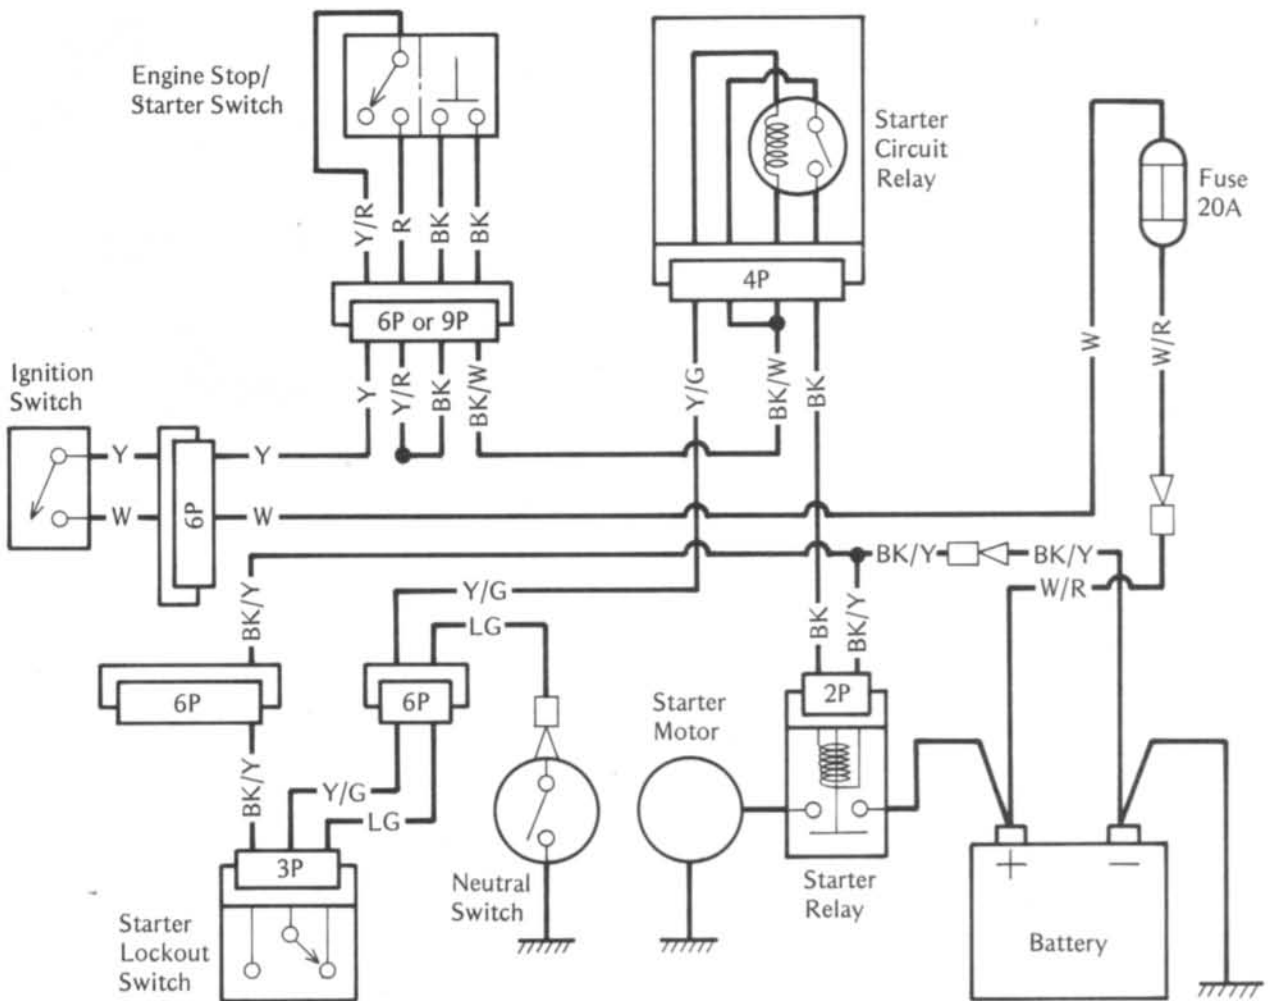 Engine Stop/
Starter Switch
Y/R
R
BK
BK
6P or 9P
Y
Y/R
BK
BK/W
Starter
Circuit
Relay
4P
Y/G
BK/W
BK
Fuse
20A
W
W/R
Ignition
Switch
Y
Y
W
W
6P
BK/Y
BK/Y
W/R
Y/G
LG
BK/Y
BK
BK/Y
6P
6P
2P
Starter
Motor
BK/Y
Y/G
LG
3P
Starter
Lockout
Switch
Neutral
Switch
Starter
Relay
+
−
Battery